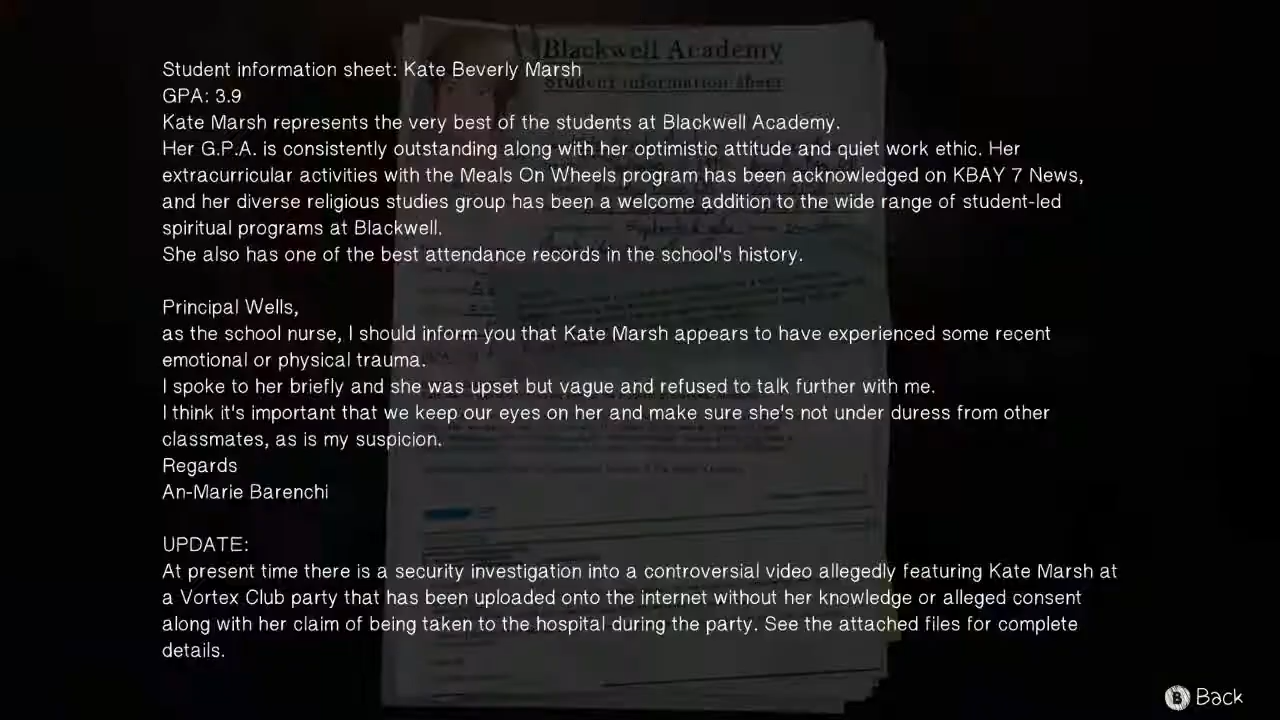 Blackwell Academy
Student information sheet
Student information sheet: Kate Beverly Marsh
GPA: 3.9
Kate Marsh represents the very best of the students at Blackwell Academy.
Her G.P.A. is consistently outstanding along with her optimistic attitude and quiet work ethic. Her
extracurricular activities with the Meals On Wheels program has been acknowledged on KBAY 7 News,
and her diverse religious studies group has been a welcome addition to the wide range of student-led
spiritual programs at Blackwell.
She also has one of the best attendance records in the school's history.
Principal Wells,
as the school nurse, I should inform you that Kate Marsh appears to have experienced some recent
emotional or physical trauma.
I spoke to her briefly and she was upset but vague and refused to talk further with me.
I think it's important that we keep our eyes on her and make sure she's not under duress from other
classmates, as is my suspicion.
Regards
An-Marie Barenchi
UPDATE:
At present time there is a security investigation into a controversial video allegedly featuring Kate Marsh at
a Vortex Club party that has been uploaded onto the internet without her knowledge or alleged consent
along with her claim of being taken to the hospital during the party. See the attached files for complete
details.
B Back